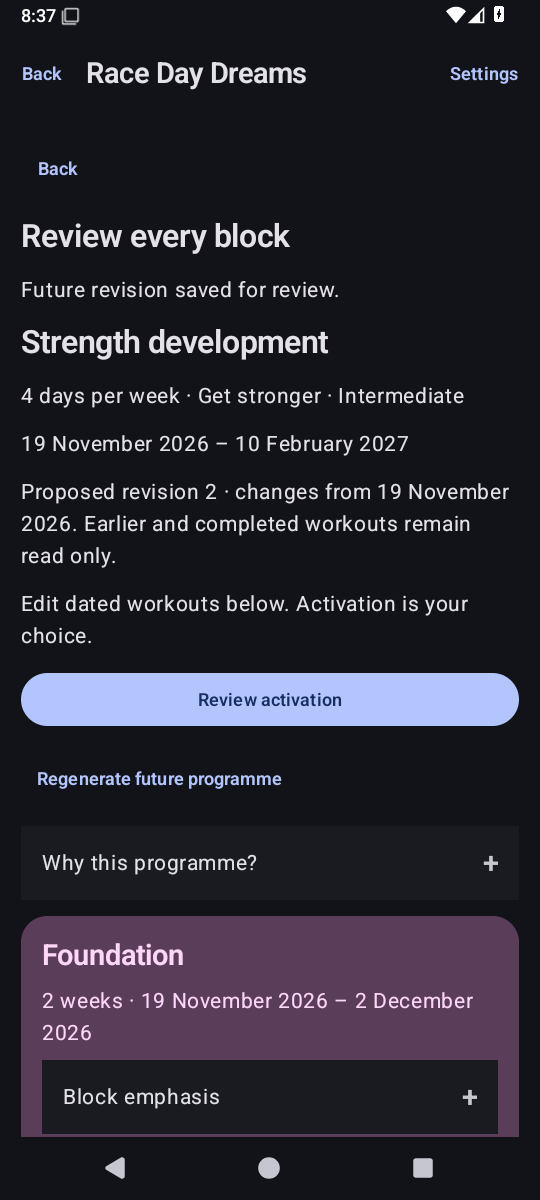 8:37
Back Race Day Dreams Settings
Back
Review every block
Future revision saved for review.
Strength development
4 days per week · Get stronger · Intermediate
19 November 2026 – 10 February 2027
Proposed revision 2 · changes from 19 November
2026. Earlier and completed workouts remain
read only.
Edit dated workouts below. Activation is your
choice.
Review activation
Regenerate future programme
Why this programme? +
Foundation
2 weeks · 19 November 2026 – 2 December
2026
Block emphasis +